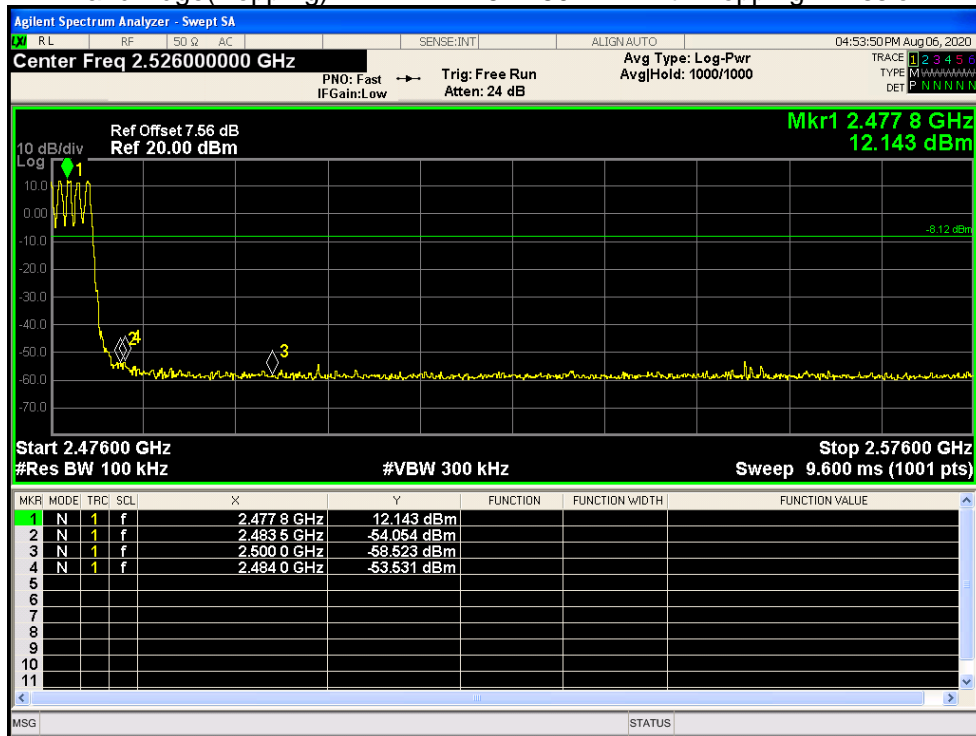 Agilent Spectrum Analyzer - Swept SA
LXI RL RF 50 Ω AC SENSE:INT ALIGN AUTO 04:53:50 PM Aug 06, 2020
Center Freq 2.526000000 GHz
PNO: Fast Trig: Free Run Avg Type: Log-Pwr TRACE 1 2 3 4 5 6
IFGain:Low Atten: 24 dB Avg|Hold: 1000/1000 TYPE M
DET P N N N N N
Ref Offset 7.56 dB Mkr1 2.477 8 GHz
10 dB/div Ref 20.00 dBm 12.143 dBm
Log
1
10.0
0.00
-8.12 dBm
-10.0
-20.0
-30.0
-40.0
2 4
3
-50.0
-60.0
-70.0
Start 2.47600 GHz Stop 2.57600 GHz
#Res BW 100 kHz #VBW 300 kHz Sweep 9.600 ms (1001 pts)
MKR MODE TRC SCL X Y FUNCTION FUNCTION WIDTH FUNCTION VALUE
1 N 1 f 2.477 8 GHz 12.143 dBm
2 N 1 f 2.483 5 GHz -54.054 dBm
3 N 1 f 2.500 0 GHz -58.523 dBm
4 N 1 f 2.484 0 GHz -53.531 dBm
5
6
7
8
9
10
11
MSG STATUS